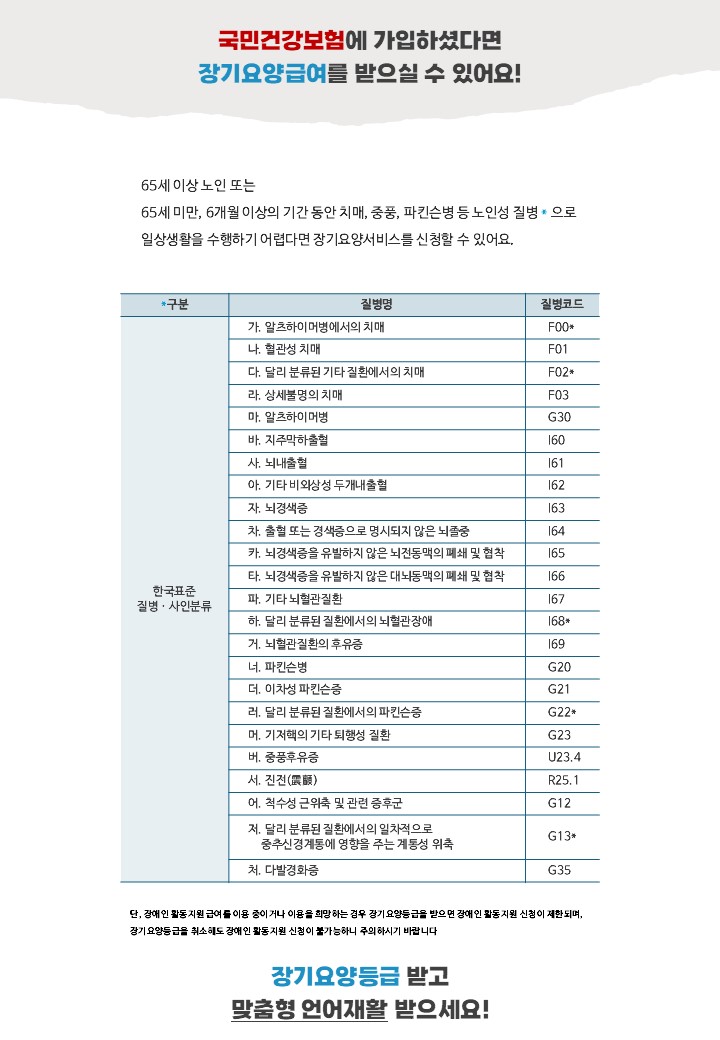 국민건강보험에 가입하셨다면
장기요양급여를 받으실 수 있어요!
65세 이상 노인 또는
65세 미만, 6개월 이상의 기간 동안 치매, 중풍, 파킨슨병 등 노인성 질병 * 으로
일상생활을 수행하기 어렵다면 장기요양서비스를 신청할 수 있어요.
*구분 질병명 질병코드
한국표준
질병 · 사인분류
가. 알츠하이머병에서의 치매 F00*
나. 혈관성 치매 F01
다. 달리 분류된 기타 질환에서의 치매 F02*
라. 상세불명의 치매 F03
마. 알츠하이머병 G30
바. 지주막하출혈 I60
사. 뇌내출혈 I61
아. 기타 비외상성 두개내출혈 I62
자. 뇌경색증 I63
차. 출혈 또는 경색증으로 명시되지 않은 뇌졸중 I64
카. 뇌경색증을 유발하지 않은 뇌전동맥의 폐쇄 및 협착 I65
타. 뇌경색증을 유발하지 않은 대뇌동맥의 폐쇄 및 협착 I66
파. 기타 뇌혈관질환 I67
하. 달리 분류된 질환에서의 뇌혈관장애 I68*
거. 뇌혈관질환의 후유증 I69
너. 파킨슨병 G20
더. 이차성 파킨슨증 G21
러. 달리 분류된 질환에서의 파킨슨증 G22*
머. 기저핵의 기타 퇴행성 질환 G23
버. 중풍후유증 U23.4
서. 진전(震顫) R25.1
어. 척수성 근위축 및 관련 증후군 G12
저. 달리 분류된 질환에서의 일차적으로
중추신경계통에 영향을 주는 계통성 위축 G13*
처. 다발경화증 G35
단, 장애인 활동지원 급여를 이용 중이거나 이용을 희망하는 경우 장기요양등급을 받으면 장애인 활동지원 신청이 제한되며,
장기요양등급을 취소해도 장애인 활동지원 신청이 불가능하니 주의하시기 바랍니다
장기요양등급 받고
맞춤형 언어재활 받으세요!